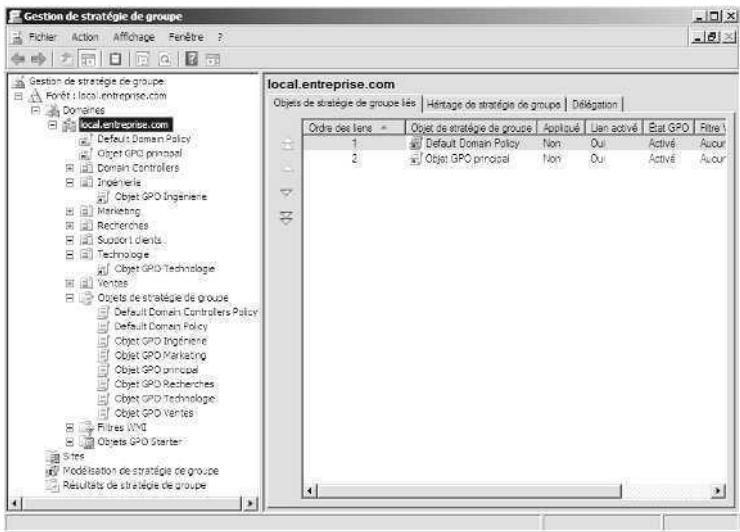 Gestion de stratégie de groupe
Fichier Action Affichage Fenêtre ?
Gestion de stratégie de groupe
Forêt : local.entreprise.com
Domaines
local.entreprise.com
Default Domain Policy
Objet GPO principal
Domain Controllers
Ingénierie
Objet GPO Ingénierie
Marketing
Recherches
Support clients
Technologie
Objet GPO Technologie
Ventes
Objets de stratégie de groupe
Default Domain Controllers Policy
Default Domain Policy
Objet GPO Ingénierie
Objet GPO Marketing
Objet GPO principal
Objet GPO Recherches
Objet GPO Technologie
Objet GPO Ventes
Filtres WMI
Objets GPO Starter
Sites
Modélisation de stratégie de groupe
Résultats de stratégie de groupe
local.entreprise.com
Objets de stratégie de groupe liés Héritage de stratégie de groupe Délégation
Ordre des liens Objet de stratégie de groupe Appliqué Lien activé État GPO Filtre
1 Default Domain Policy Non Oui Activé Aucun
2 Objet GPO principal Non Oui Activé Aucun